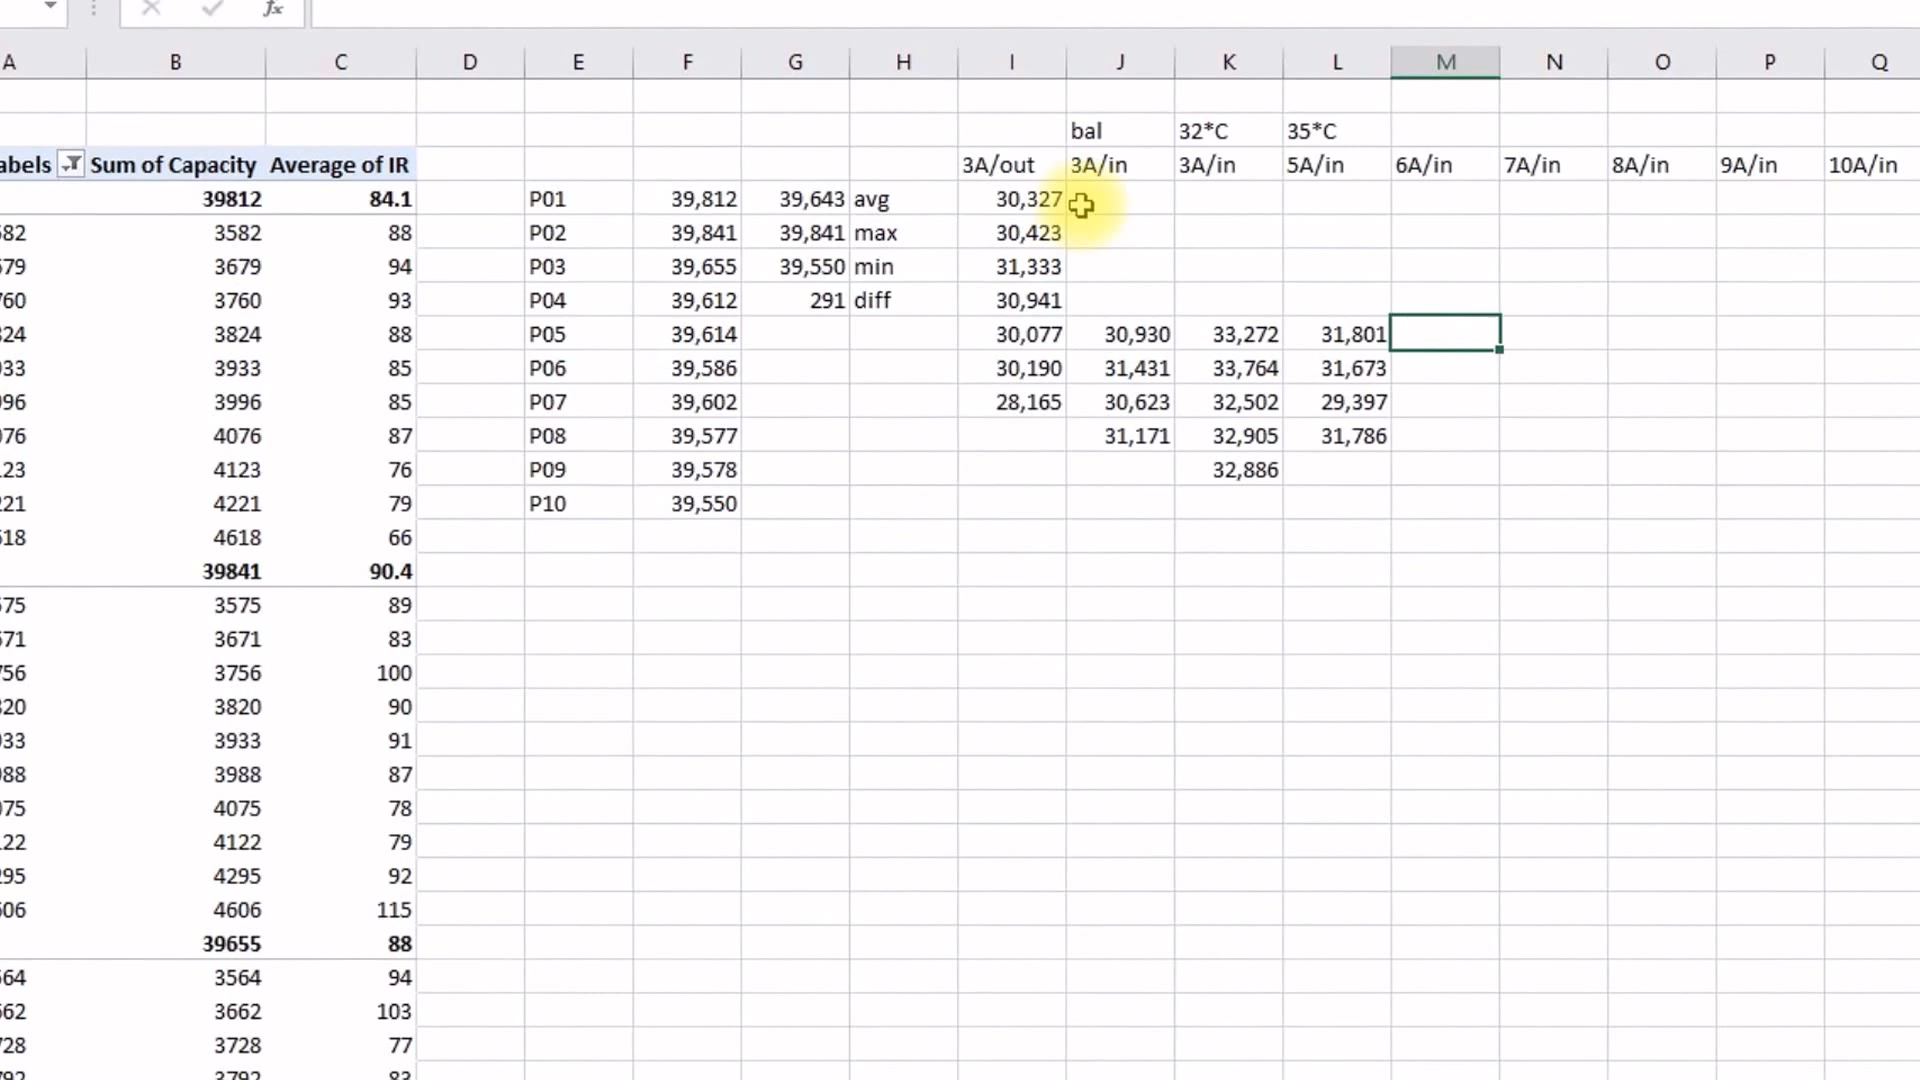 fx
A B C D E F G H I J K L M N O P Q
bal 32*C 35*C
abels Sum of Capacity Average of IR 3A/out 3A/in 3A/in 5A/in 6A/in 7A/in 8A/in 9A/in 10A/in
39812 84.1 P01 39,812 39,643 avg 30,327
582 3582 88 P02 39,841 39,841 max 30,423
679 3679 94 P03 39,655 39,550 min 31,333
760 3760 93 P04 39,612 291 diff 30,941
824 3824 88 P05 39,614 30,077 30,930 33,272 31,801
933 3933 85 P06 39,586 30,190 31,431 33,764 31,673
996 3996 85 P07 39,602 28,165 30,623 32,502 29,397
076 4076 87 P08 39,577 31,171 32,905 31,786
123 4123 76 P09 39,578 32,886
221 4221 79 P10 39,550
618 4618 66
39841 90.4
575 3575 89
671 3671 83
756 3756 100
820 3820 90
933 3933 91
988 3988 87
075 4075 78
122 4122 79
295 4295 92
606 4606 115
39655 88
564 3564 94
662 3662 103
728 3728 77
792 3792 83